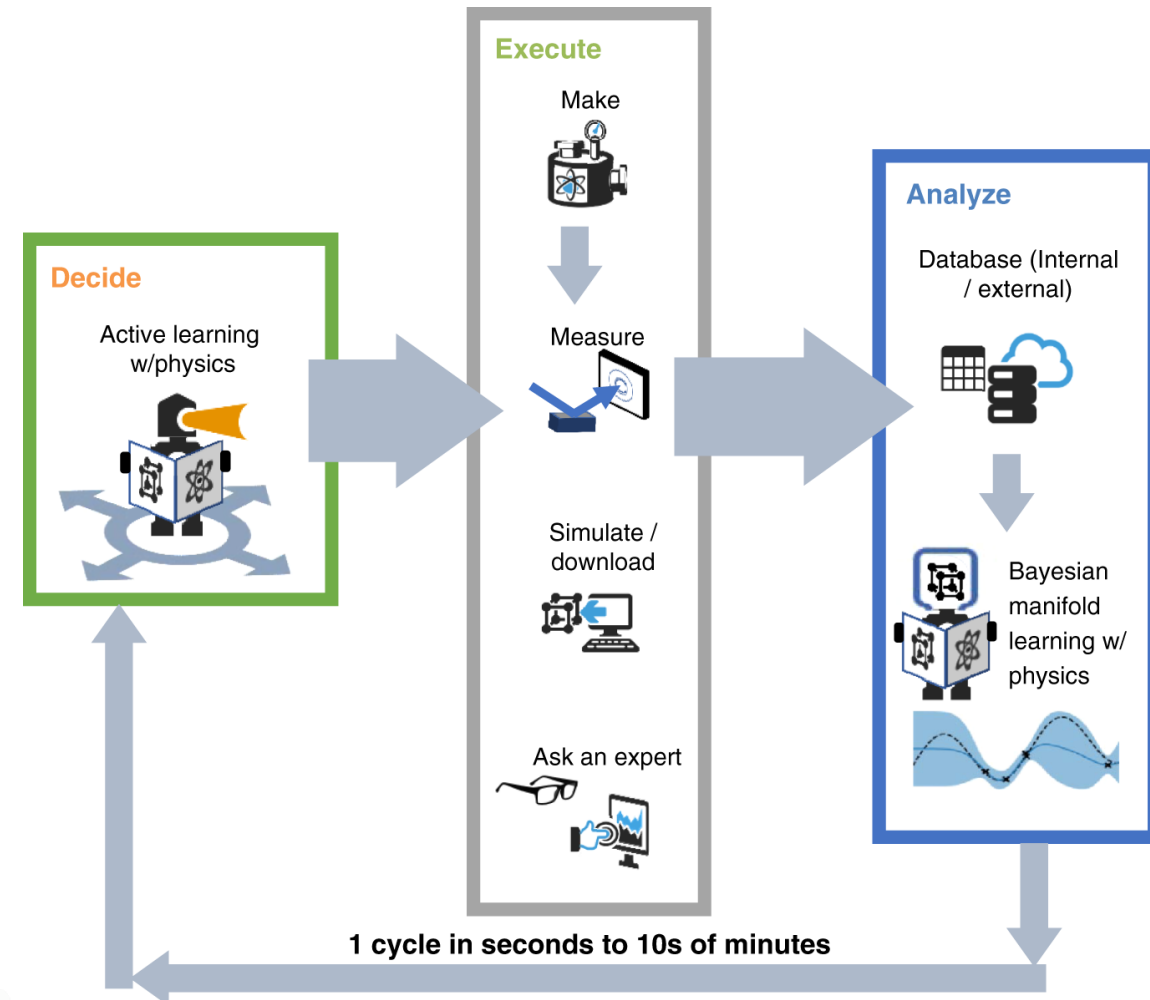 Decide
Active learning
w/physics
Execute
Make
Measure
Simulate /
download
Ask an expert
Analyze
Database (Internal
/ external)
Bayesian
manifold
learning w/
physics
1 cycle in seconds to 10s of minutes